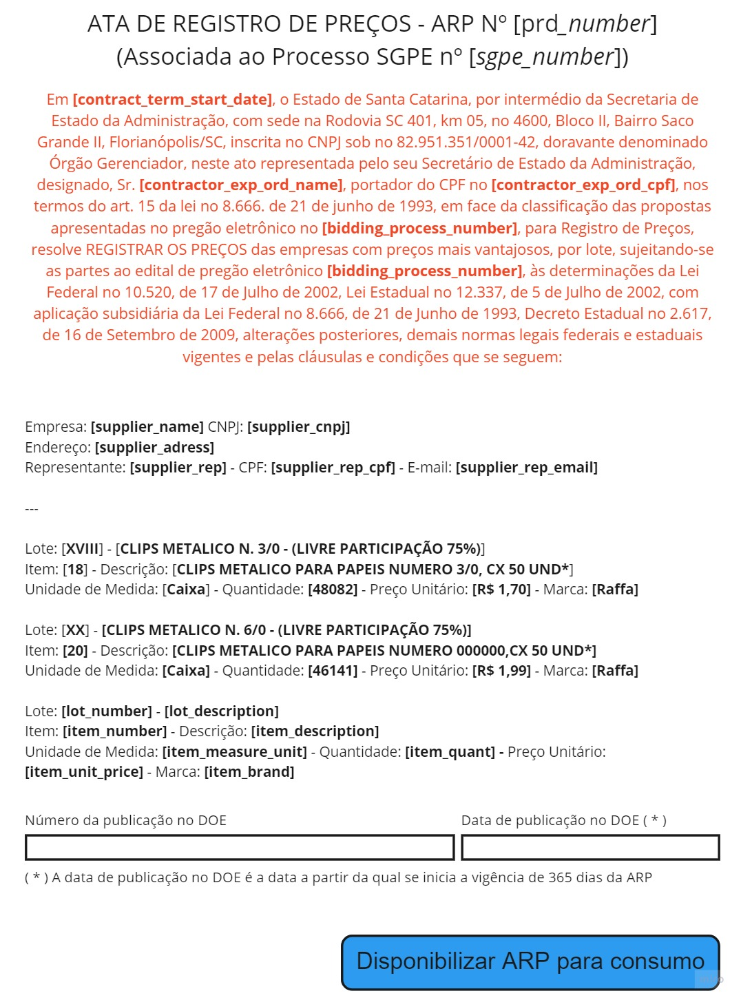 ATA DE REGISTRO DE PREÇOS - ARP Nº [prd_number]
(Associada ao Processo SGPE nº [sgpe_number])
Em [contract_term_start_date], o Estado de Santa Catarina, por intermédio da Secretaria de
Estado da Administração, com sede na Rodovia SC 401, km 05, no 4600, Bloco II, Bairro Saco
Grande II, Florianópolis/SC, inscrita no CNPJ sob no 82.951.351/0001-42, doravante denominado
Órgão Gerenciador, neste ato representada pelo seu Secretário de Estado da Administração,
designado, Sr. [contractor_exp_ord_name], portador do CPF no [contractor_exp_ord_cpf], nos
termos do art. 15 da lei no 8.666. de 21 de junho de 1993, em face da classificação das propostas
apresentadas no pregão eletrônico no [bidding_process_number], para Registro de Preços,
resolve REGISTRAR OS PREÇOS das empresas com preços mais vantajosos, por lote, sujeitando-se
as partes ao edital de pregão eletrônico [bidding_process_number], às determinações da Lei
Federal no 10.520, de 17 de Julho de 2002, Lei Estadual no 12.337, de 5 de Julho de 2002, com
aplicação subsidiária da Lei Federal no 8.666, de 21 de Junho de 1993, Decreto Estadual no 2.617,
de 16 de Setembro de 2009, alterações posteriores, demais normas legais federais e estaduais
vigentes e pelas cláusulas e condições que se seguem:
Empresa: [supplier_name] CNPJ: [supplier_cnpj]
Endereço: [supplier_adress]
Representante: [supplier_rep] - CPF: [supplier_rep_cpf] - E-mail: [supplier_rep_email]
---
Lote: [XVIII] - [CLIPS METALICO N. 3/0 - (LIVRE PARTICIPAÇÃO 75%)]
Item: [18] - Descrição: [CLIPS METALICO PARA PAPEIS NUMERO 3/0, CX 50 UND*]
Unidade de Medida: [Caixa] - Quantidade: [48082] - Preço Unitário: [R$ 1,70] - Marca: [Raffa]
Lote: [XX] - [CLIPS METALICO N. 6/0 - (LIVRE PARTICIPAÇÃO 75%)]
Item: [20] - Descrição: [CLIPS METALICO PARA PAPEIS NUMERO 000000,CX 50 UND*]
Unidade de Medida: [Caixa] - Quantidade: [46141] - Preço Unitário: [R$ 1,99] - Marca: [Raffa]
Lote: [lot_number] - [lot_description]
Item: [item_number] - Descrição: [item_description]
Unidade de Medida: [item_measure_unit] - Quantidade: [item_quant] - Preço Unitário:
[item_unit_price] - Marca: [item_brand]
Número da publicação no DOE
Data de publicação no DOE ( * )
( * ) A data de publicação no DOE é a data a partir da qual se inicia a vigência de 365 dias da ARP
Disponibilizar ARP para consumo